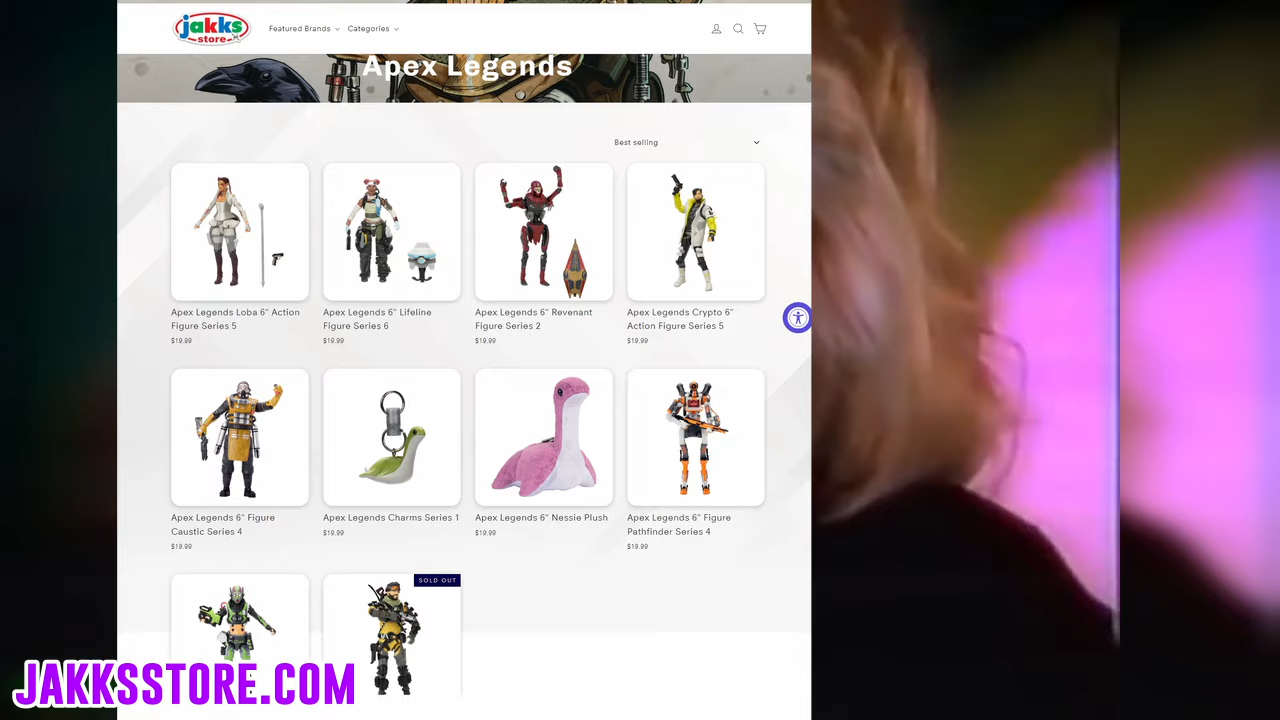 jakks
store
Featured Brands
Categories
Apex Legends
Best selling
Apex Legends Loba 6" Action
Figure Series 5
$19.99
Apex Legends 6" Lifeline
Figure Series 6
$19.99
Apex Legends 6" Revenant
Figure Series 2
$19.99
Apex Legends Crypto 6"
Action Figure Series 5
$19.99
Apex Legends 6" Figure
Caustic Series 4
$19.99
Apex Legends Charms Series 1
$19.99
Apex Legends 6" Nessie Plush
$19.99
Apex Legends 6" Figure
Pathfinder Series 4
$19.99
SOLD OUT
JAKKSSTORE.COM